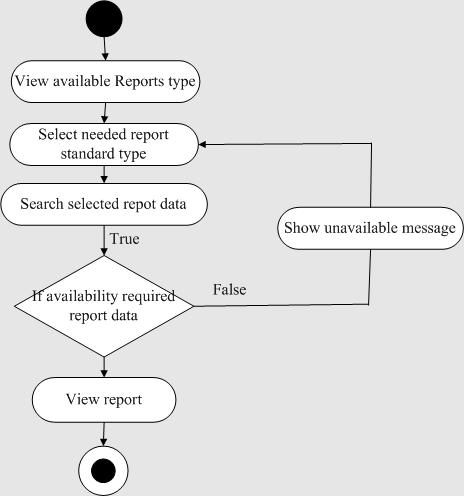 View available Reports type
Select needed report
standard type
Search selected repot data
True
Show unavailable message
If availability required
report data
False
View report